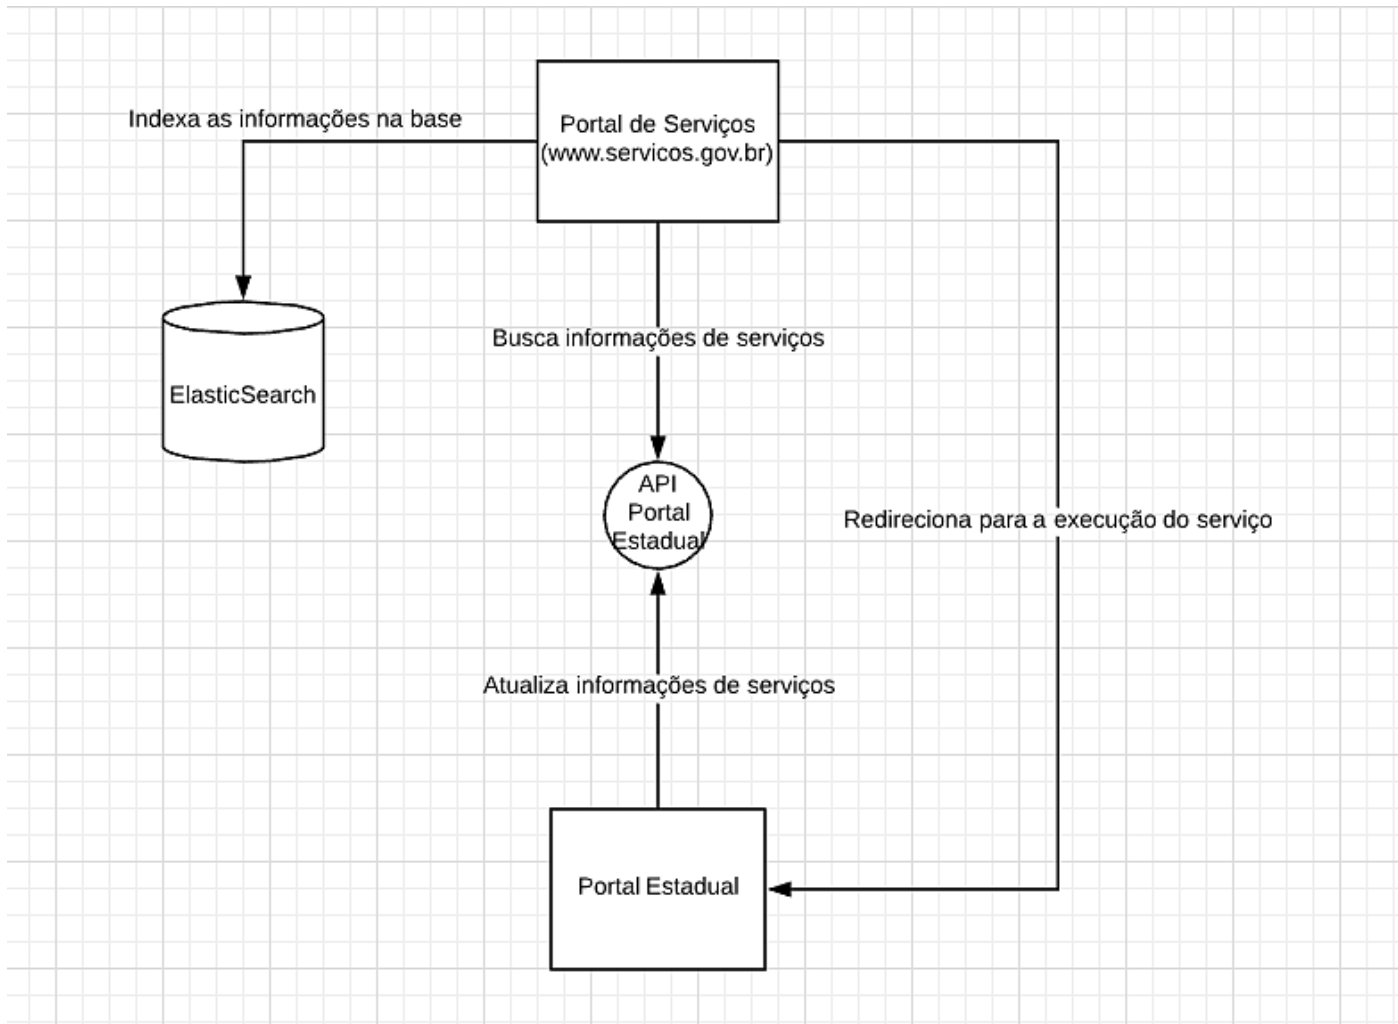 Indexa as informações na base
Portal de Serviços
(www.servicos.gov.br)
Busca informações de serviços
ElasticSearch
API
Portal
Estadual
Redireciona para a execução do serviço
Atualiza informações de serviços
Portal Estadual